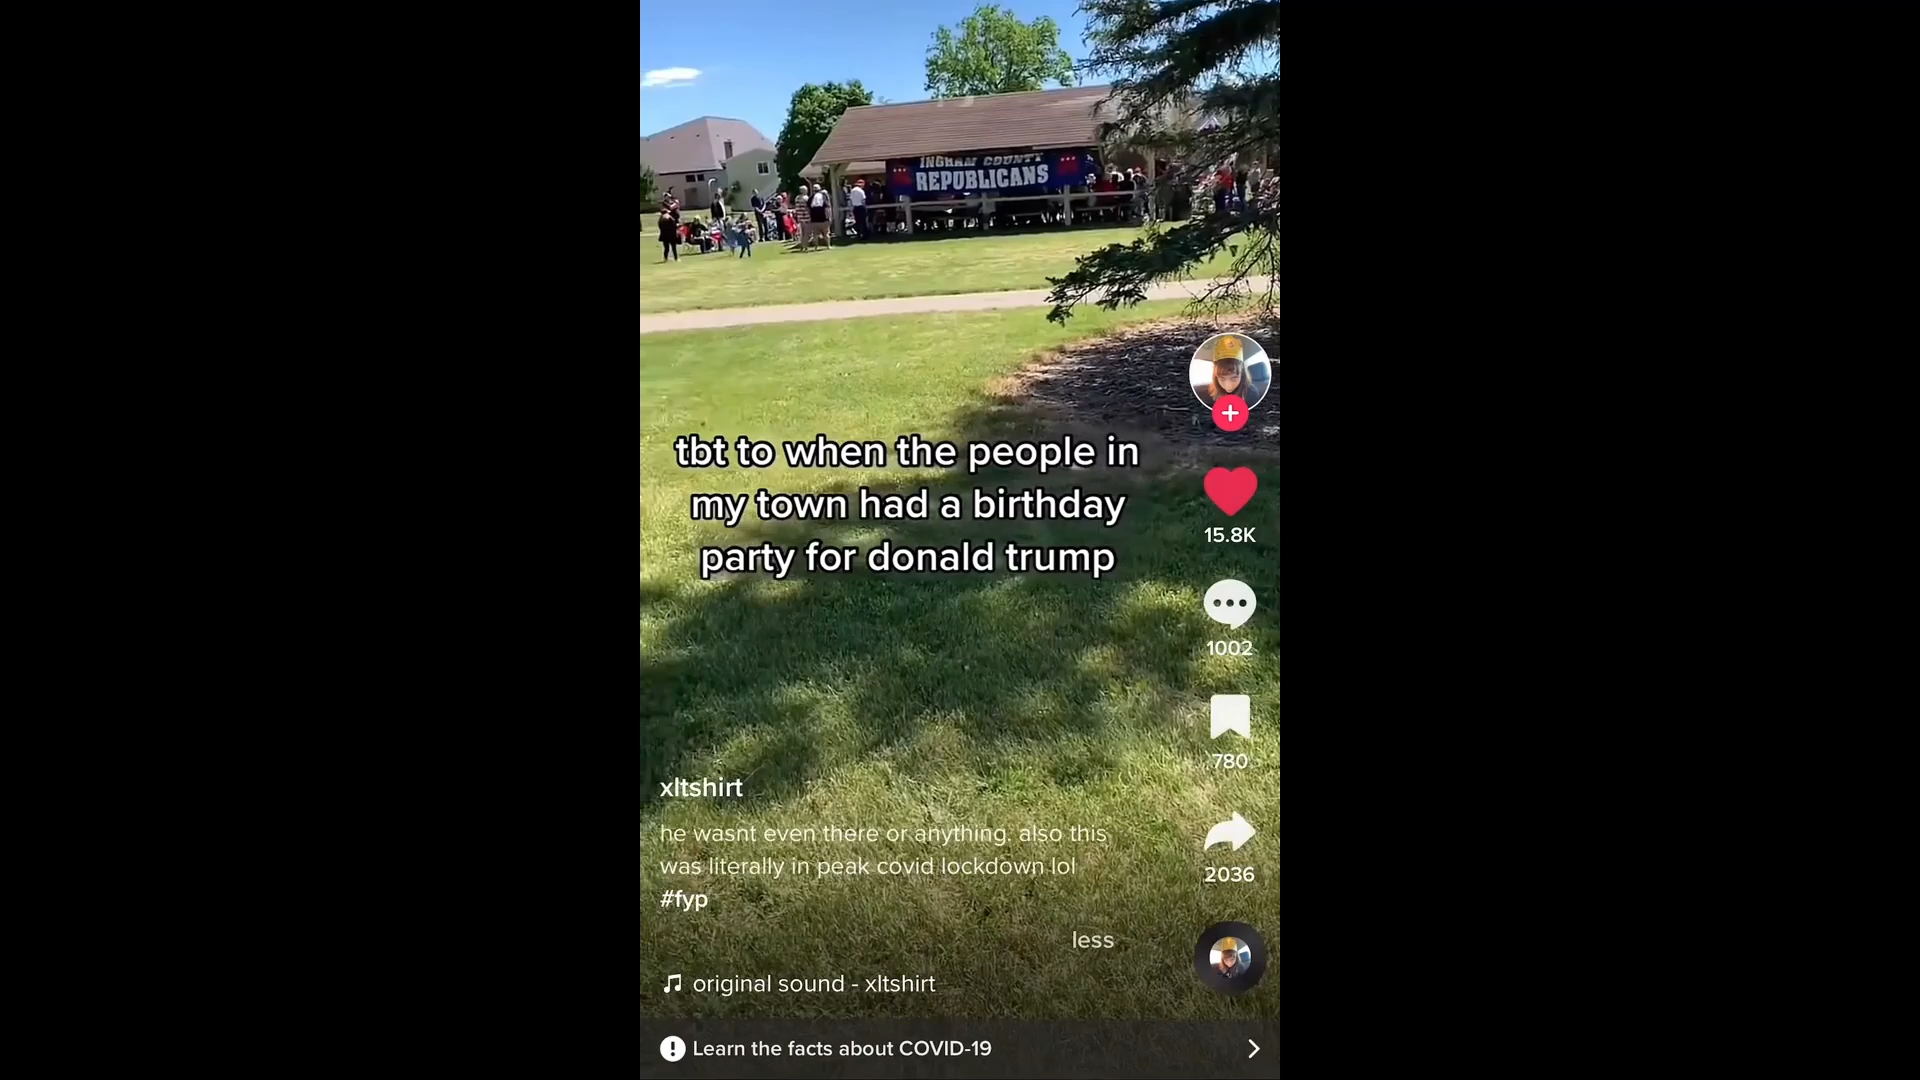 INGHAM COUNTY
REPUBLICANS
tbt to when the people in
my town had a birthday
party for donald trump
15.8K
1002
780
xltshirt
he wasnt even there or anything. also this
was literally in peak covid lockdown lol
#fyp
2036
less
original sound - xltshirt
Learn the facts about COVID-19